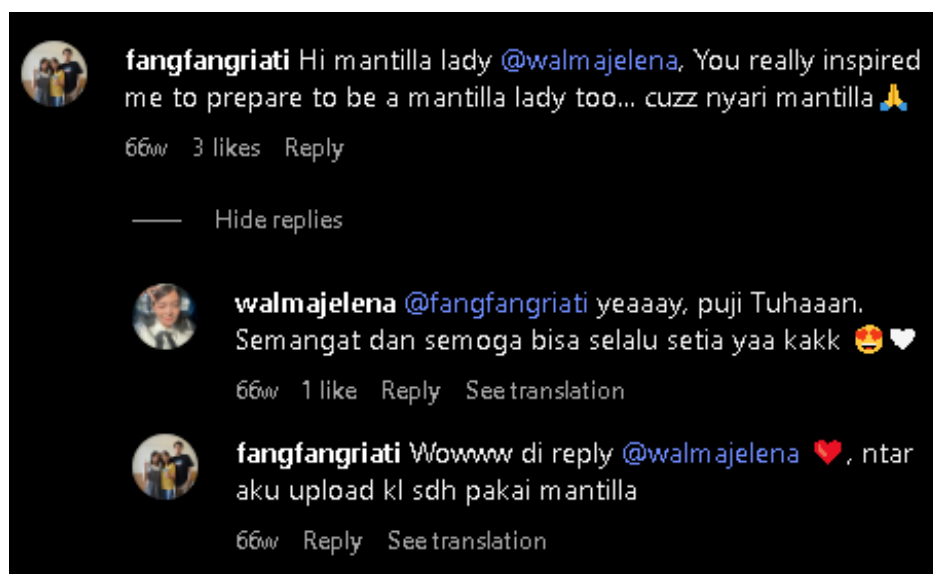 fangfangriati Hi mantilla lady @walmajelena, You really inspired
me to prepare to be a mantilla lady too... cuzz nyari mantilla 🙏
66w 3 likes Reply
Hide replies
walmajelena @fangfangriati yeaaay, puji Tuhaaan.
Semangat dan semoga bisa selalu setia yaa kakk 😍🤍
66w 1 like Reply See translation
fangfangriati Wowww di reply @walmajelena ❤️, ntar
aku upload kl sdh pakai mantilla
66w Reply See translation